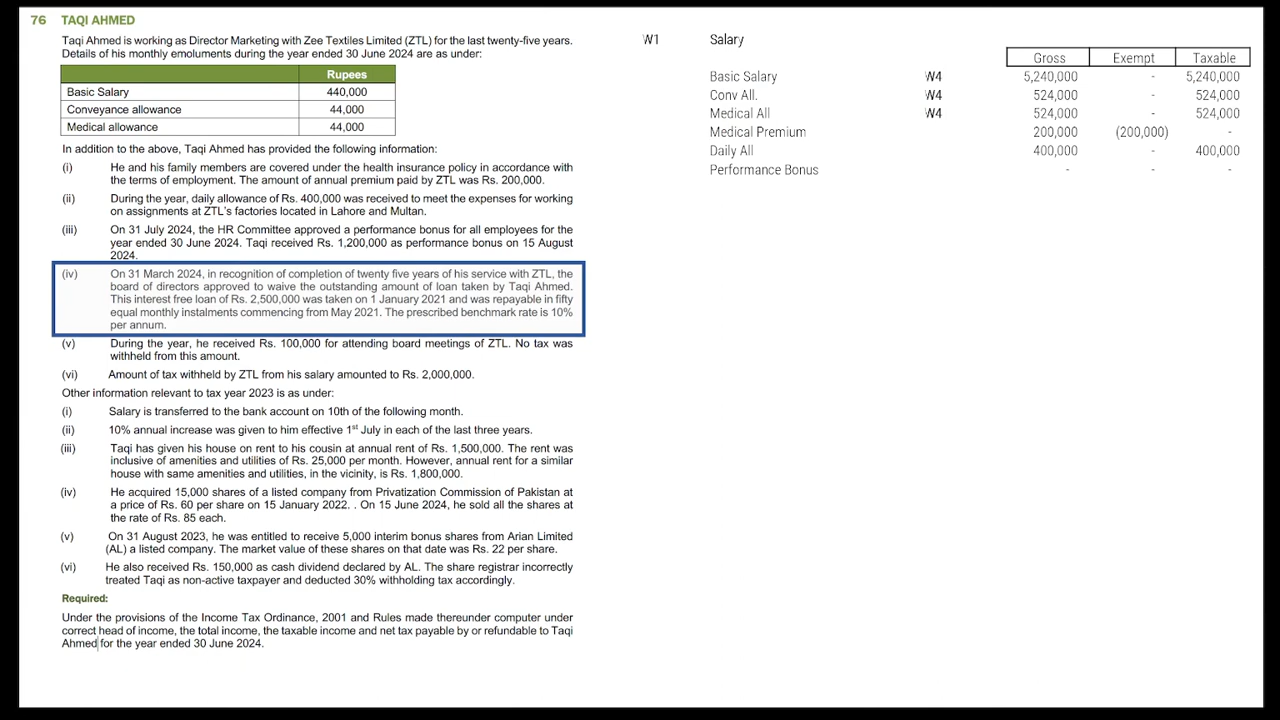 76 TAQI AHMED
Taqi Ahmed is working as Director Marketing with Zee Textiles Limited (ZTL) for the last twenty-five years.
Details of his monthly emoluments during the year ended 30 June 2024 are as under:
Rupees
Basic Salary 440,000
Conveyance allowance 44,000
Medical allowance 44,000
In addition to the above, Taqi Ahmed has provided the following information:
(i) He and his family members are covered under the health insurance policy in accordance with
the terms of employment. The amount of annual premium paid by ZTL was Rs. 200,000.
(ii) During the year, daily allowance of Rs. 400,000 was received to meet the expenses for working
on assignments at ZTL's factories located in Lahore and Multan.
(iii) On 31 July 2024, the HR Committee approved a performance bonus for all employees for the
year ended 30 June 2024. Taqi received Rs. 1,200,000 as performance bonus on 15 August
2024.
(iv) On 31 March 2024, in recognition of completion of twenty five years of his service with ZTL, the
board of directors approved to waive the outstanding amount of loan taken by Taqi Ahmed.
This interest free loan of Rs. 2,500,000 was taken on 1 January 2021 and was repayable in fifty
equal monthly instalments commencing from May 2021. The prescribed benchmark rate is 10%
per annum.
(v) During the year, he received Rs. 100,000 for attending board meetings of ZTL. No tax was
withheld from this amount.
(vi) Amount of tax withheld by ZTL from his salary amounted to Rs. 2,000,000.
Other information relevant to tax year 2023 is as under:
(i) Salary is transferred to the bank account on 10th of the following month.
(ii) 10% annual increase was given to him effective 1st July in each of the last three years.
(iii) Taqi has given his house on rent to his cousin at annual rent of Rs. 1,500,000. The rent was
inclusive of amenities and utilities of Rs. 25,000 per month. However, annual rent for a similar
house with same amenities and utilities, in the vicinity, is Rs. 1,800,000.
(iv) He acquired 15,000 shares of a listed company from Privatization Commission of Pakistan at
a price of Rs. 60 per share on 15 January 2022. . On 15 June 2024, he sold all the shares at
the rate of Rs. 85 each.
(v) On 31 August 2023, he was entitled to receive 5,000 interim bonus shares from Arian Limited
(AL) a listed company. The market value of these shares on that date was Rs. 22 per share.
(vi) He also received Rs. 150,000 as cash dividend declared by AL. The share registrar incorrectly
treated Taqi as non-active taxpayer and deducted 30% withholding tax accordingly.
Required:
Under the provisions of the Income Tax Ordinance, 2001 and Rules made thereunder computer under
correct head of income, the total income, the taxable income and net tax payable by or refundable to Taqi
Ahmed for the year ended 30 June 2024.
W1 Salary
Gross Exempt Taxable
Basic Salary W4 5,240,000 - 5,240,000
Conv All. W4 524,000 - 524,000
Medical All W4 524,000 - 524,000
Medical Premium 200,000 (200,000) -
Daily All 400,000 - 400,000
Performance Bonus - - -